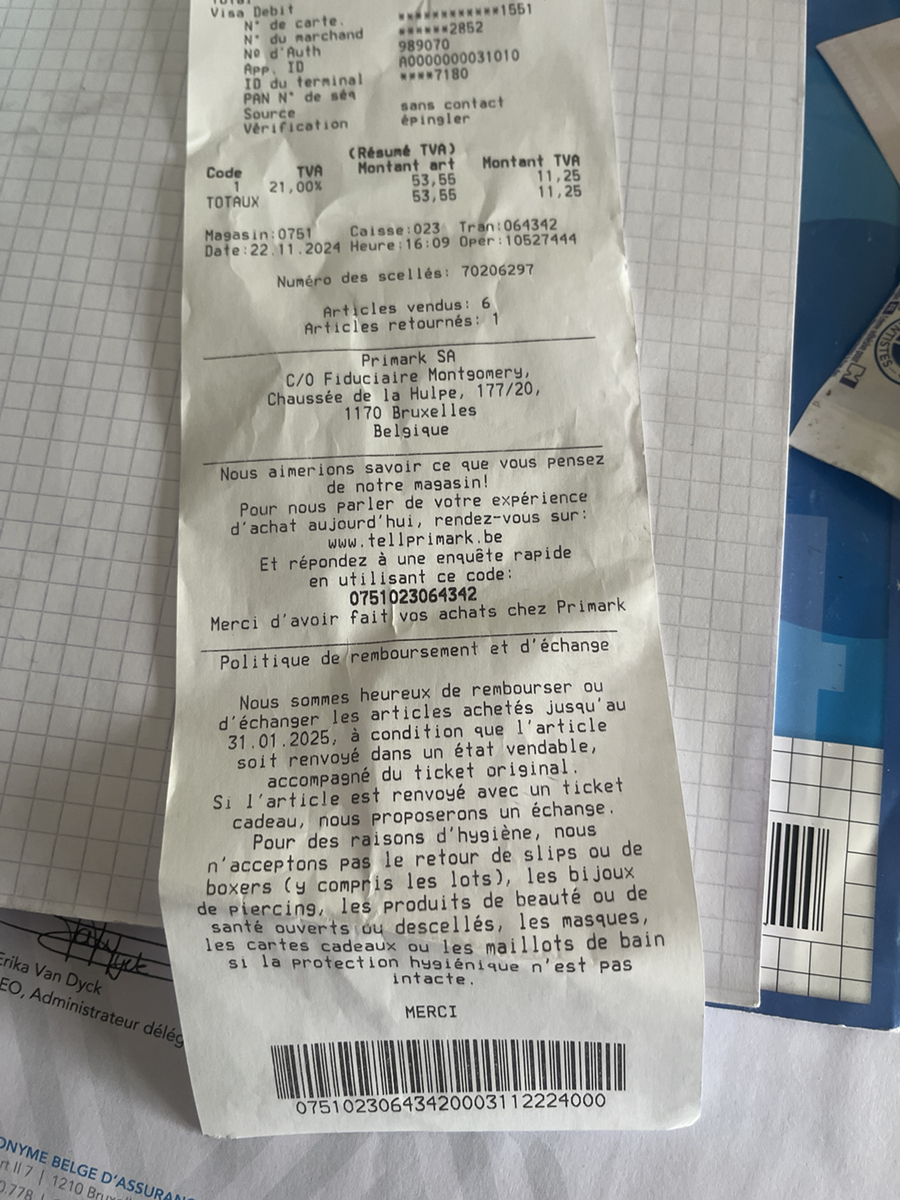 Visa Debit
N° de carte. ************1551
N° du marchand ******2852
Nº d'Auth 989070
App. ID A0000000031010
ID du terminal ****7180
PAN N° de séq
Source sans contact
Vérification épingler
(Résumé TVA)
Code TVA Montant art Montant TVA
1 21,00% 53,55 11,25
TOTAUX 53,55 11,25
Magasin:0751 Caisse:023 Tran:064342
Date:22.11.2024 Heure:16:09 Oper:10527444
Numéro des scellés: 70206297
Articles vendus: 6
Articles retournés: 1
Primark SA
C/O Fiduciaire Montgomery,
Chaussée de la Hulpe, 177/20,
1170 Bruxelles
Belgique
Nous aimerions savoir ce que vous pensez
de notre magasin!
Pour nous parler de votre expérience
d'achat aujourd'hui, rendez-vous sur:
www.tellprimark.be
Et répondez à une enquête rapide
en utilisant ce code:
0751023064342
Merci d'avoir fait vos achats chez Primark
Politique de remboursement et d'échange
Nous sommes heureux de rembourser ou
d'échanger les articles achetés jusqu'au
31.01.2025, à condition que l'article
soit renvoyé dans un état vendable,
accompagné du ticket original.
Si l'article est renvoyé avec un ticket
cadeau, nous proposerons un échange.
Pour des raisons d'hygiène, nous
n'acceptons pas le retour de slips ou de
boxers (y compris les lots), les bijoux
de piercing, les produits de beauté ou de
santé ouverts ou descellés, les masques,
les cartes cadeaux ou les maillots de bain
si la protection hygiénique n'est pas
intacte.
MERCI
07510230643420003112224000
Erika Van Dyck
EO, Administrateur délég
ONYME BELGE D'ASSURAN
rt II 7 | 1210 Brux
0.778